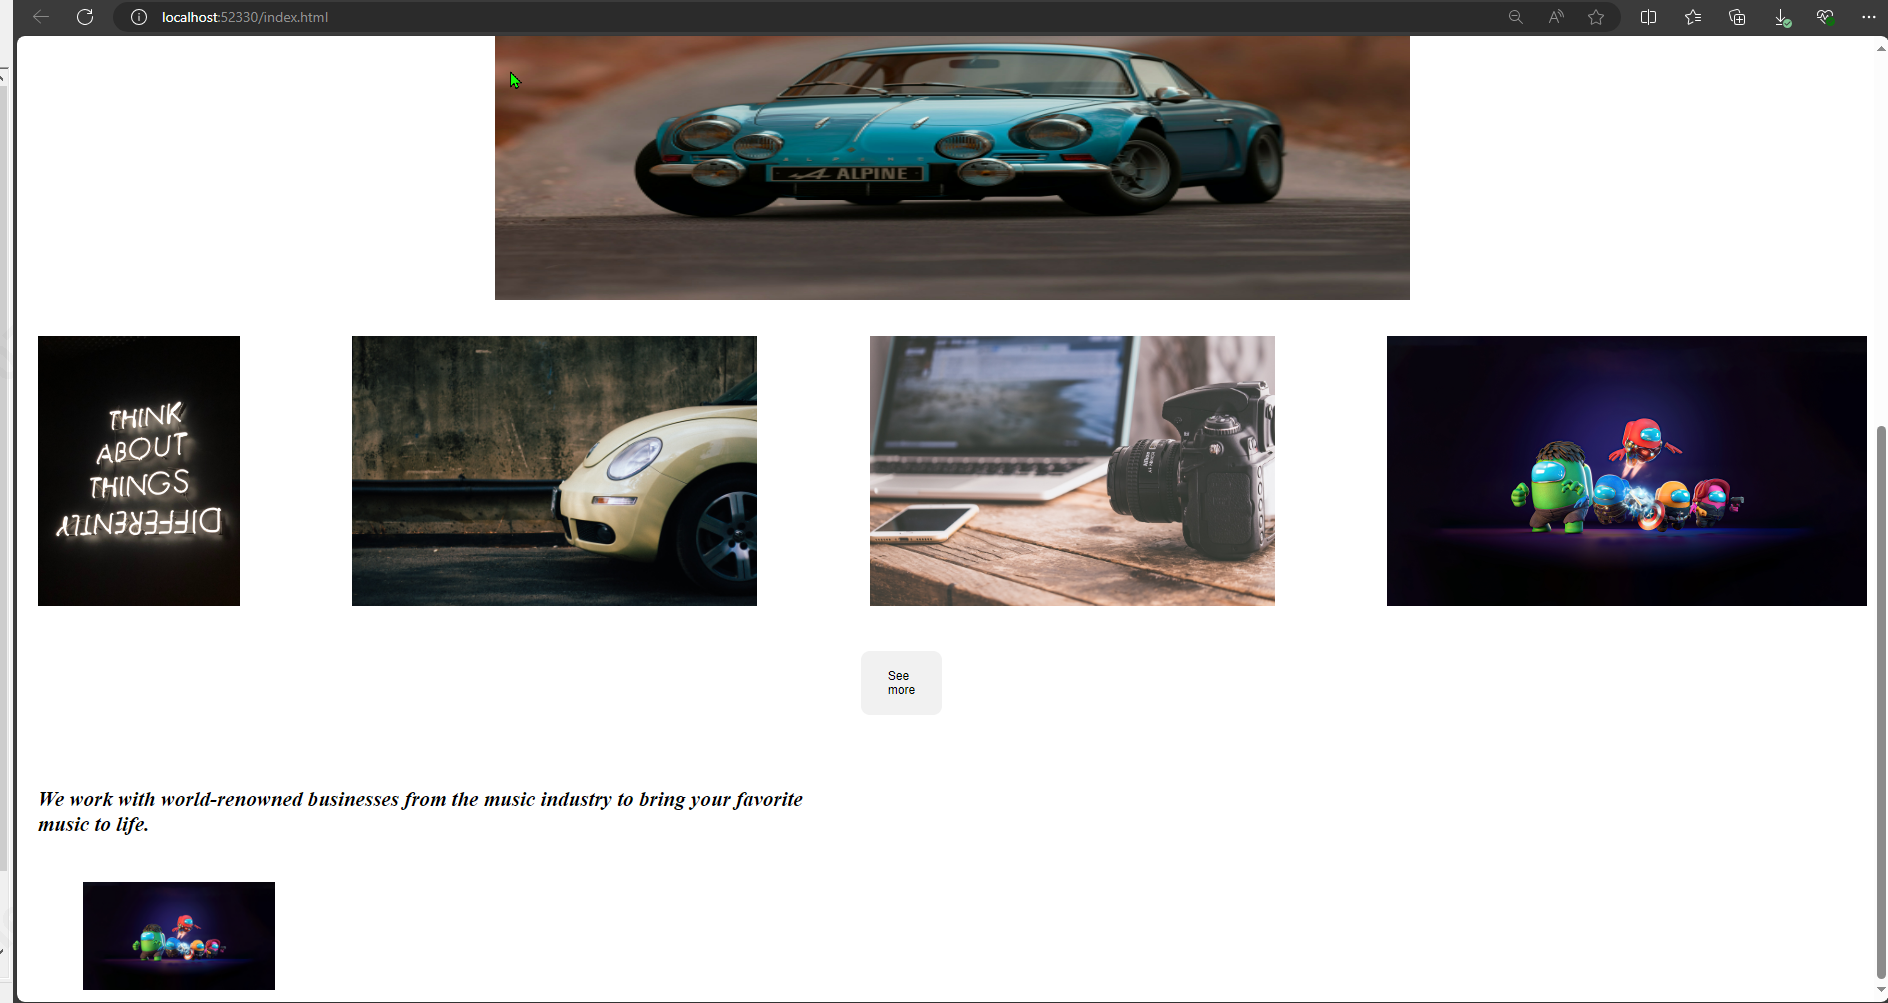 localhost:52330/index.html
ALPINE
ALPINE
THINK
ABOUT
THINGS
DIFFERENTLY
See
more
We work with world-renowned businesses from the music industry to bring your favorite
music to life.